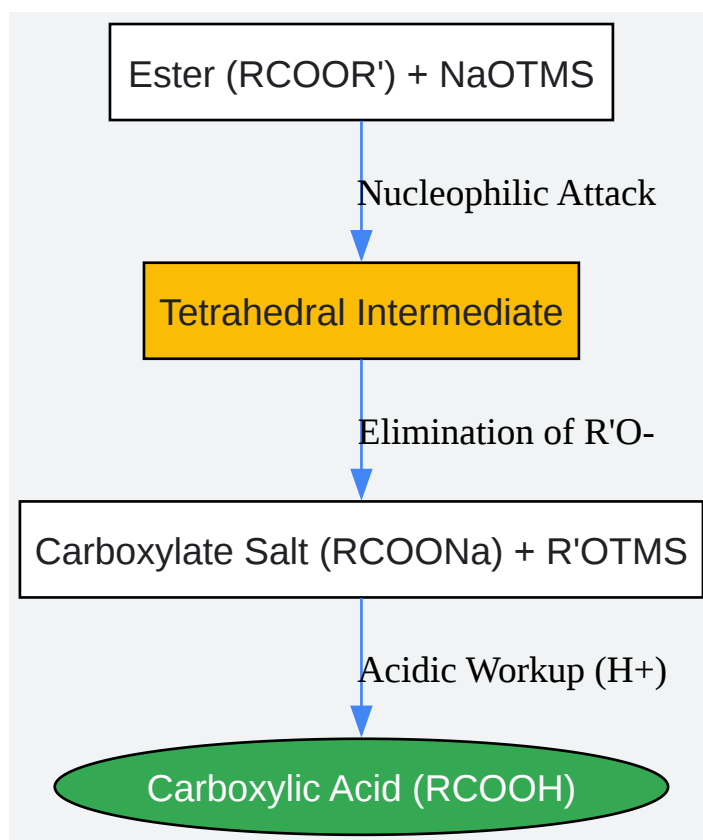 Ester (RCOOR') + NaOTMS
Nucleophilic Attack
Tetrahedral Intermediate
Elimination of R'O-
Carboxylate Salt (RCOONa) + R'OTMS
Acidic Workup (H+)
Carboxylic Acid (RCOOH)